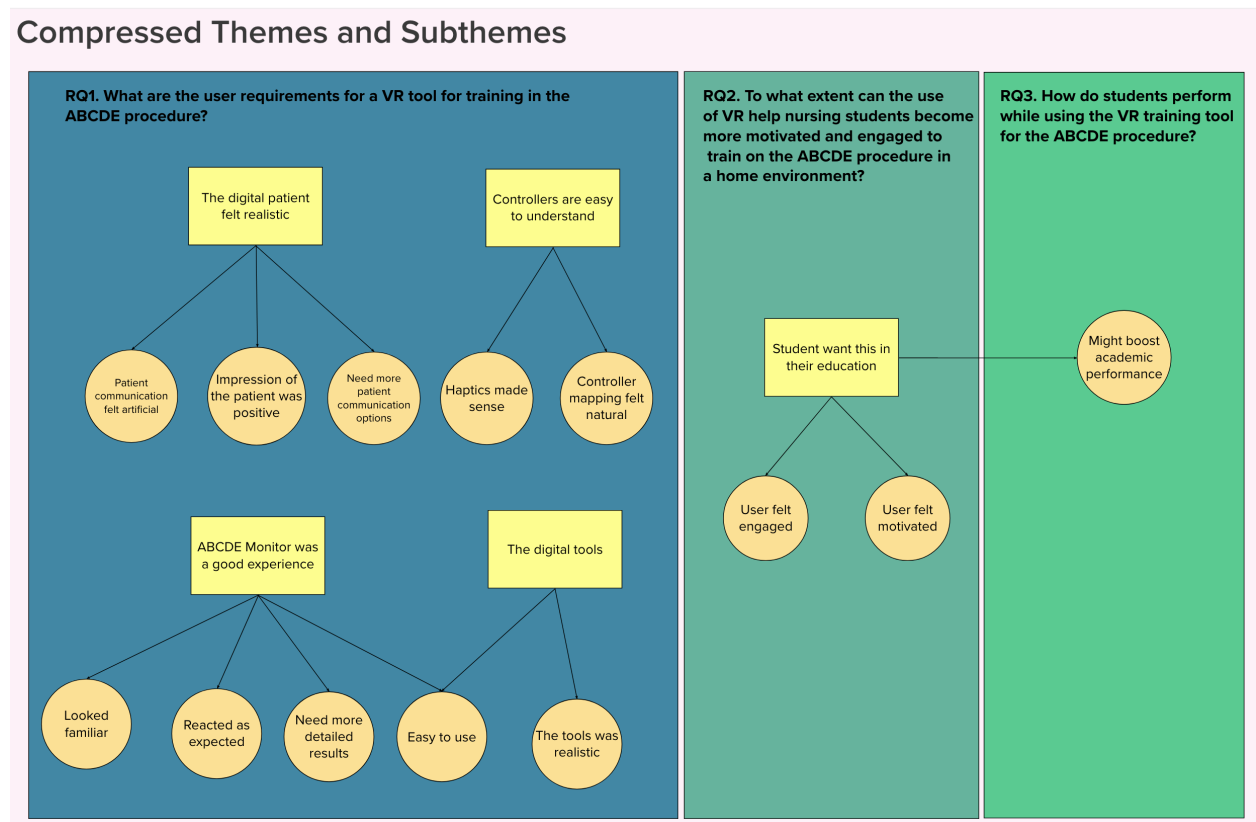 Compressed Themes and Subthemes
RQ1. What are the user requirements for a VR tool for training in the
ABCDE procedure?
The digital patient
felt realistic
Controllers are easy
to understand
Patient
communication
felt artificial
Impression of
the patient was
positive
Need more
patient
communication
options
Haptics made
sense
Controller
mapping felt
natural
ABCDE Monitor was
a good experience
The digital tools
Looked
familiar
Reacted as
expected
Need more
detailed
results
Easy to use
The tools was
realistic
RQ2. To what extent can the use
of VR help nursing students become
more motivated and engaged to
train on the ABCDE procedure in
a home environment?
Student want this in
their education
User felt
engaged
User felt
motivated
RQ3. How do students perform
while using the VR training tool
for the ABCDE procedure?
Might boost
academic
performance